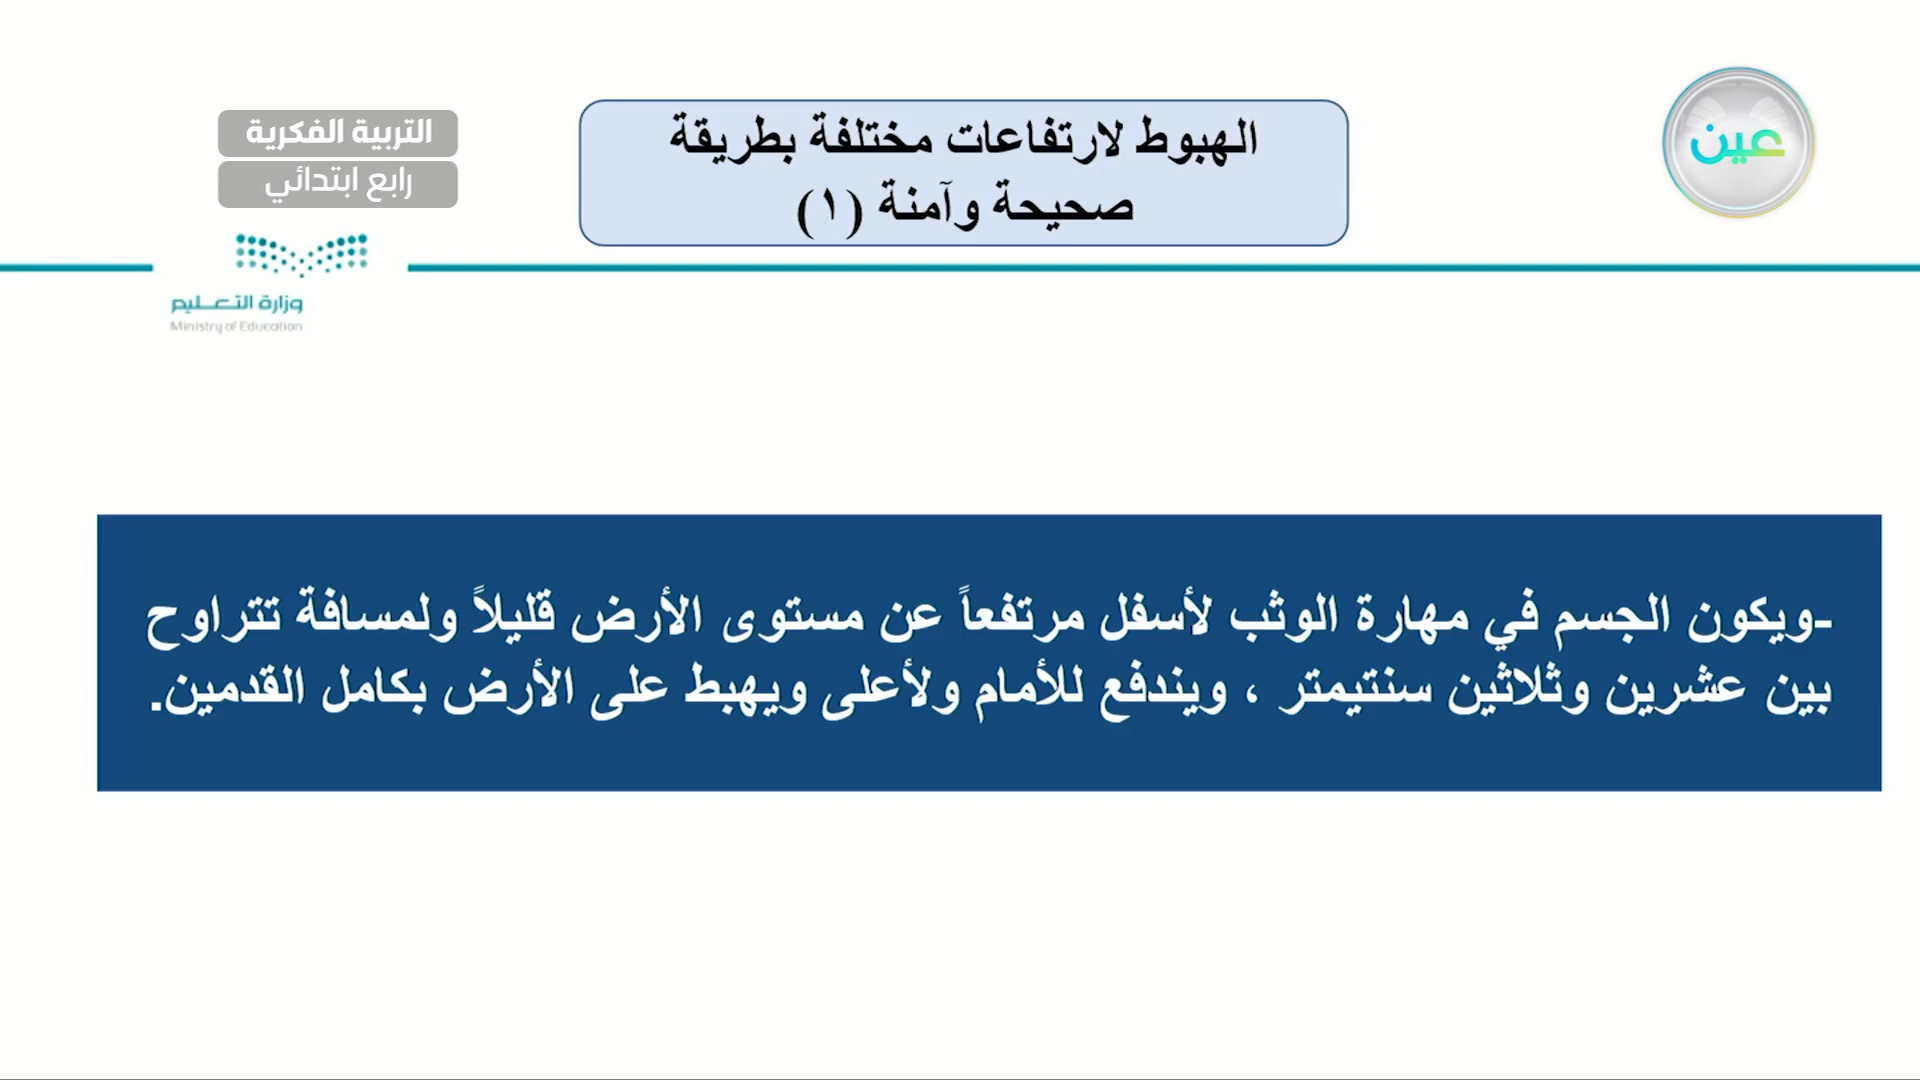 عين
الهبوط لارتفاعات مختلفة بطريقة
صحيحة وآمنة (١)
التربية الفكرية
رابع ابتدائي
وزارة التعـــليم
Ministry of Education
-ويكون الجسم في مهارة الوثب لأسفل مرتفعاً عن مستوى الأرض قليلاً ولمسافة تتراوح
بين عشرين وثلاثين سنتيمتر ، ويندفع للأمام ولأعلى ويهبط على الأرض بكامل القدمين.